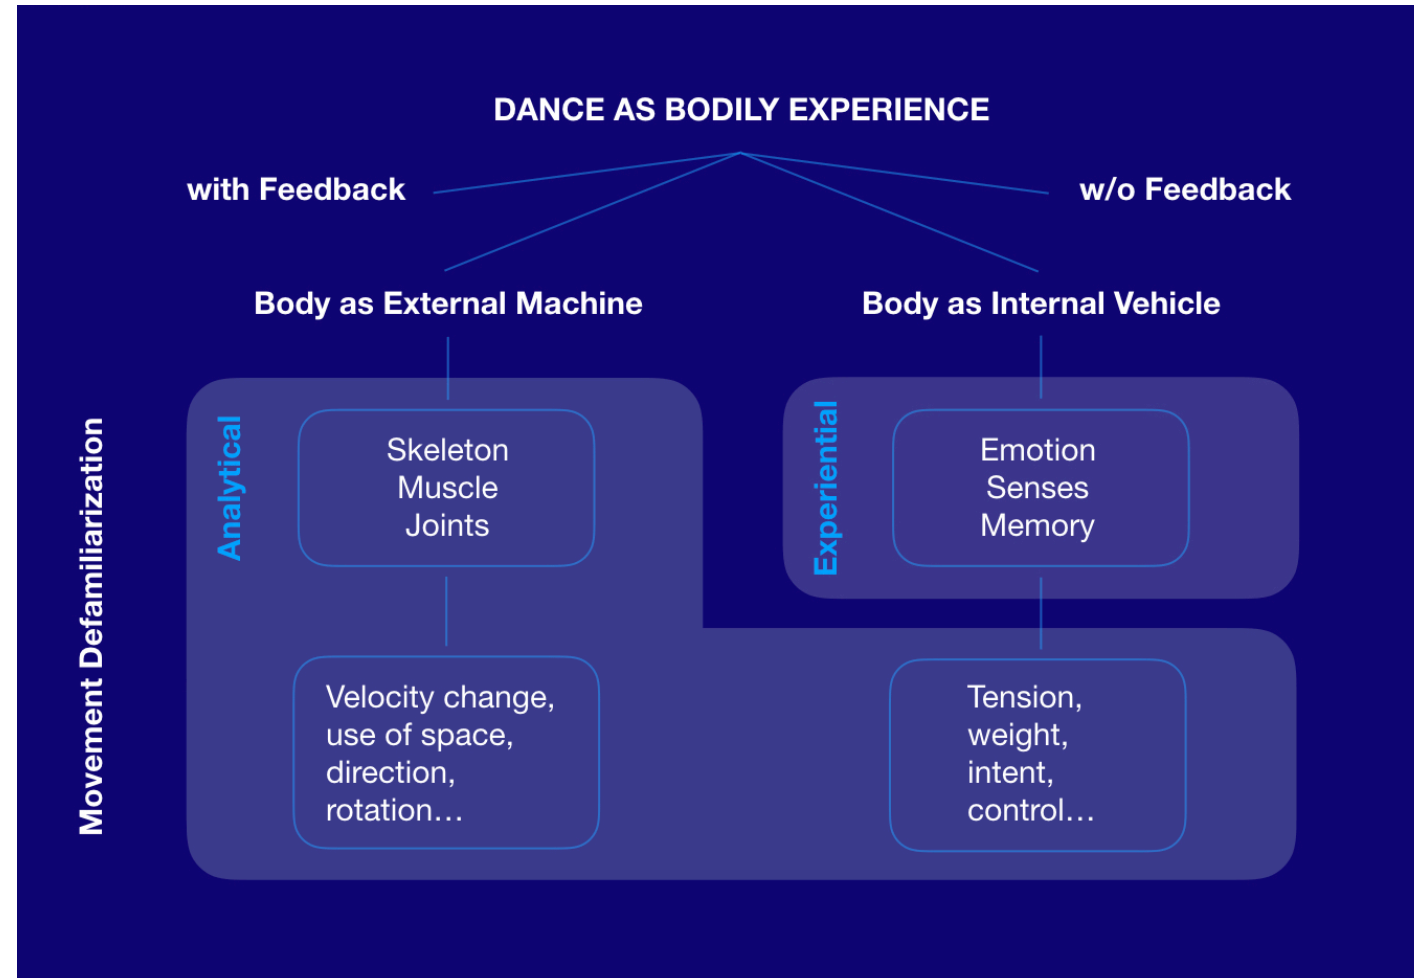 DANCE AS BODILY EXPERIENCE
with Feedback
w/o Feedback
Body as External Machine
Body as Internal Vehicle
Movement Defamiliarization
Analytical
Skeleton
Muscle
Joints
Experiential
Emotion
Senses
Memory
Velocity change,
use of space,
direction,
rotation…
Tension,
weight,
intent,
control…